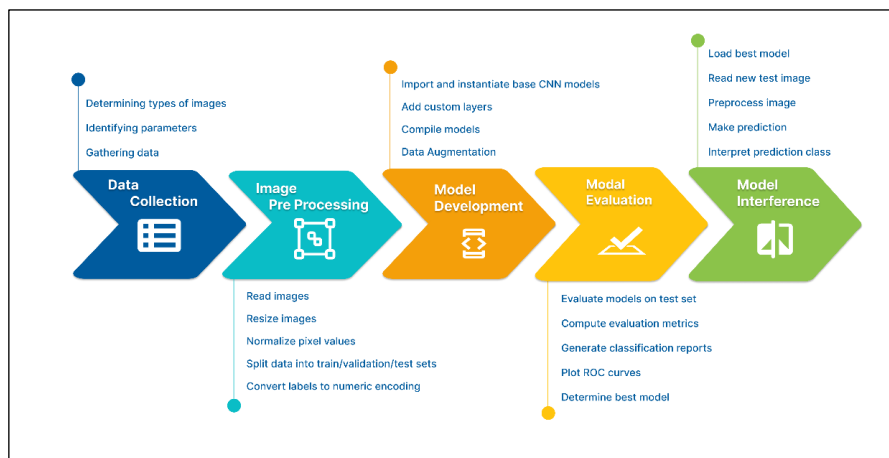 Determining types of images
Identifying parameters
Gathering data
Data
Collection
Image
Pre Processing
Read images
Resize images
Normalize pixel values
Split data into train/validation/test sets
Convert labels to numeric encoding
Import and instantiate base CNN models
Add custom layers
Compile models
Data Augmentation
Model
Development
Modal
Evaluation
Evaluate models on test set
Compute evaluation metrics
Generate classification reports
Plot ROC curves
Determine best model
Load best model
Read new test image
Preprocess image
Make prediction
Interpret prediction class
Model
Interference